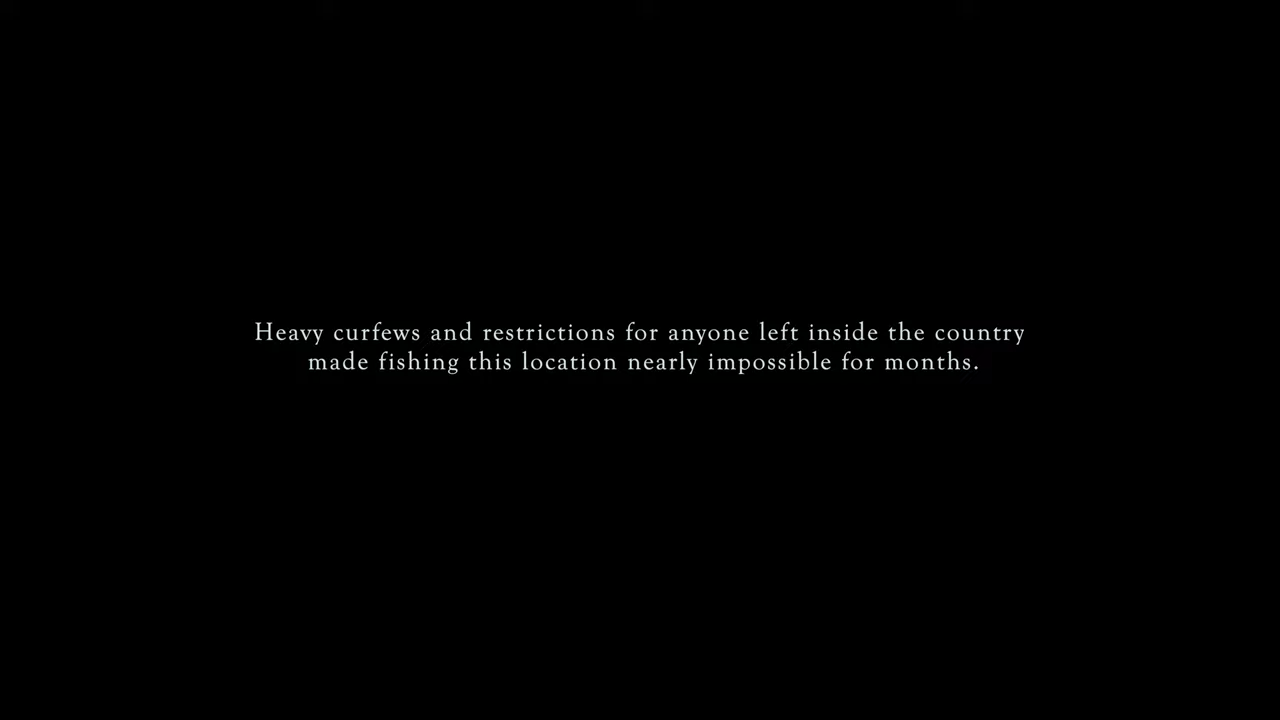 Heavy curfews and restrictions for anyone left inside the country
made fishing this location nearly impossible for months.